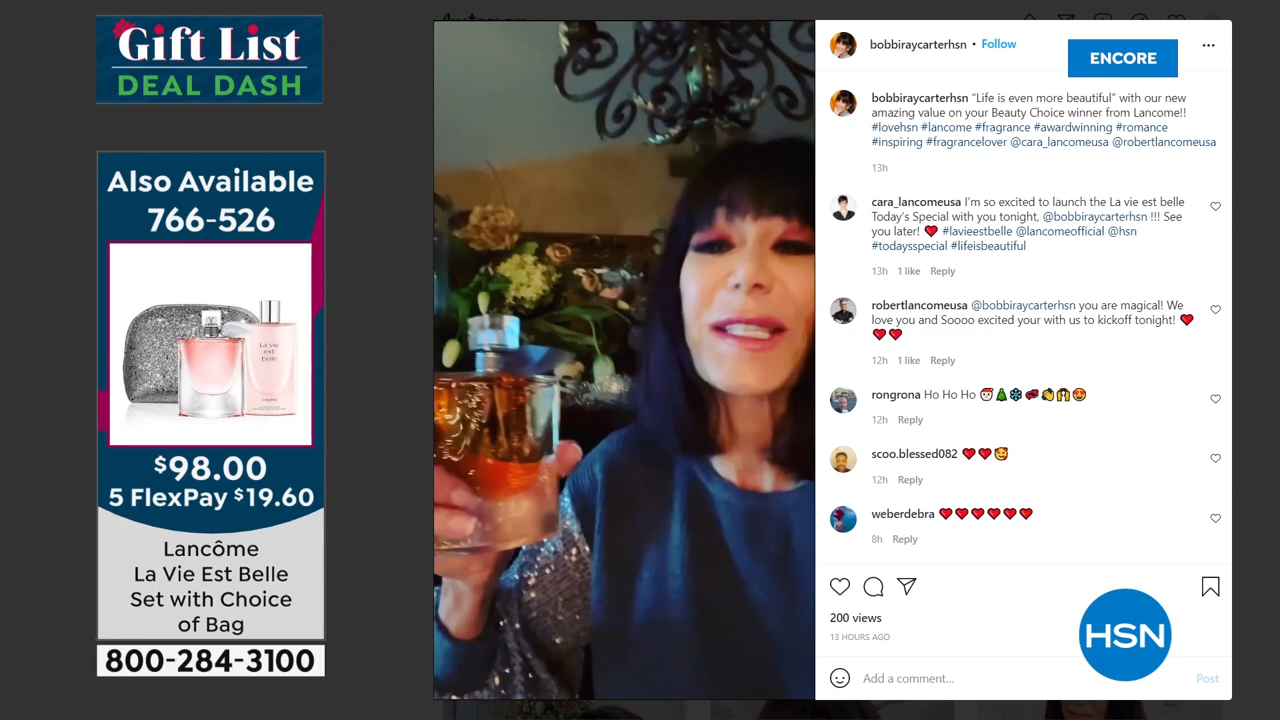 Gift List
DEAL DASH
Also Available
766-526
La vie
est
belle
$98.00
5 FlexPay $19.60
Lancôme
La Vie Est Belle
Set with Choice
of Bag
800-284-3100
bobbiraycarterhsn • Follow
ENCORE
bobbiraycarterhsn “Life is even more beautiful” with our new
amazing value on your Beauty Choice winner from Lancome!!
#lovehsn #lancome #fragrance #awardwinning #romance
#inspiring #fragrancelover @cara_lancomeusa @robertlancomeusa
13h
cara_lancomeusa I'm so excited to launch the La vie est belle
Today's Special with you tonight, @bobbiraycarterhsn !!! See
you later! ❤️ #lavieestbelle @lancomeofficial @hsn
#todaysspecial #lifeisbeautiful
13h 1 like Reply
robertlancomeusa @bobbiraycarterhsn you are magical! We
love you and Soooo excited your with us to kickoff tonight! ❤️
❤️❤️
12h 1 like Reply
rongrona Ho Ho Ho
12h Reply
scoo.blessed082 ❤️❤️🥰
12h Reply
weberdebra ❤️❤️❤️❤️❤️❤️
8h Reply
200 views
13 HOURS AGO
HSN
Add a comment...
Post